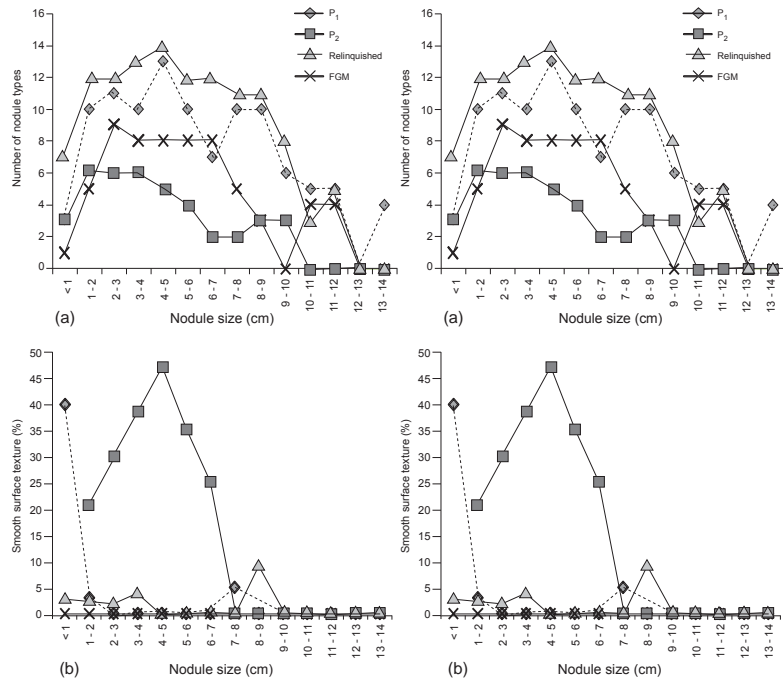 P1
P2
Relinquished
FGM
16
14
12
10
8
6
4
2
0
Number of nodule types
< 1
1 - 2
2 - 3
3 - 4
4 - 5
5 - 6
6 - 7
7 - 8
8 - 9
9 - 10
10 - 11
11 - 12
12 - 13
13 - 14
(a)
Nodule size (cm)
P1
P2
Relinquished
FGM
16
14
12
10
8
6
4
2
0
Number of nodule types
< 1
1 - 2
2 - 3
3 - 4
4 - 5
5 - 6
6 - 7
7 - 8
8 - 9
9 - 10
10 - 11
11 - 12
12 - 13
13 - 14
(a)
Nodule size (cm)
50
45
40
35
30
25
20
15
10
5
0
Smooth surface texture (%)
< 1
1 - 2
2 - 3
3 - 4
4 - 5
5 - 6
6 - 7
7 - 8
8 - 9
9 - 10
10 - 11
11 - 12
12 - 13
13 - 14
(b)
Nodule size (cm)
50
45
40
35
30
25
20
15
10
5
0
Smooth surface texture (%)
< 1
1 - 2
2 - 3
3 - 4
4 - 5
5 - 6
6 - 7
7 - 8
8 - 9
9 - 10
10 - 11
11 - 12
12 - 13
13 - 14
(b)
Nodule size (cm)